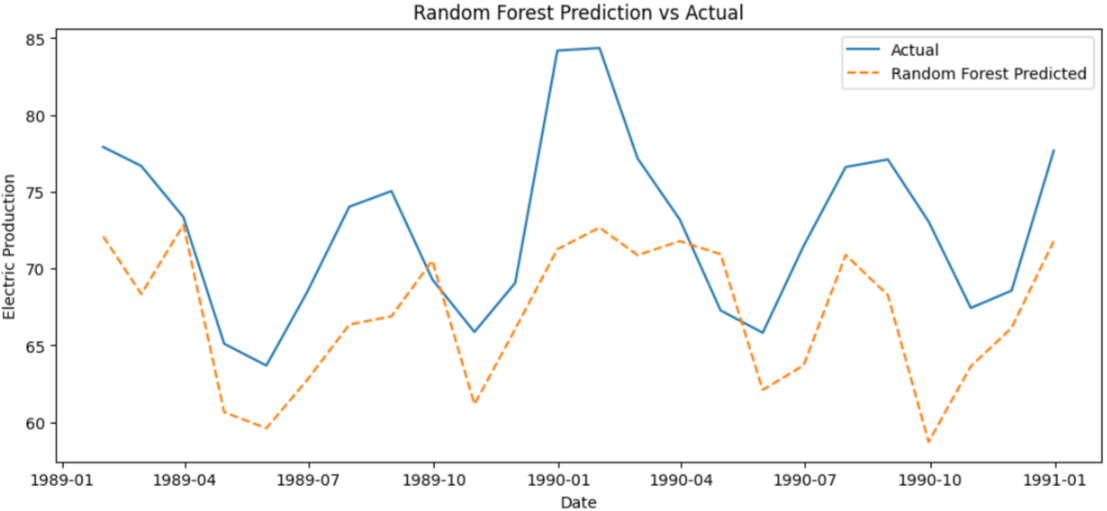 Random Forest Prediction vs Actual
Actual
Random Forest Predicted
Electric Production
85
80
75
70
65
60
1989-01 1989-04 1989-07 1989-10 1990-01 1990-04 1990-07 1990-10 1991-01
Date